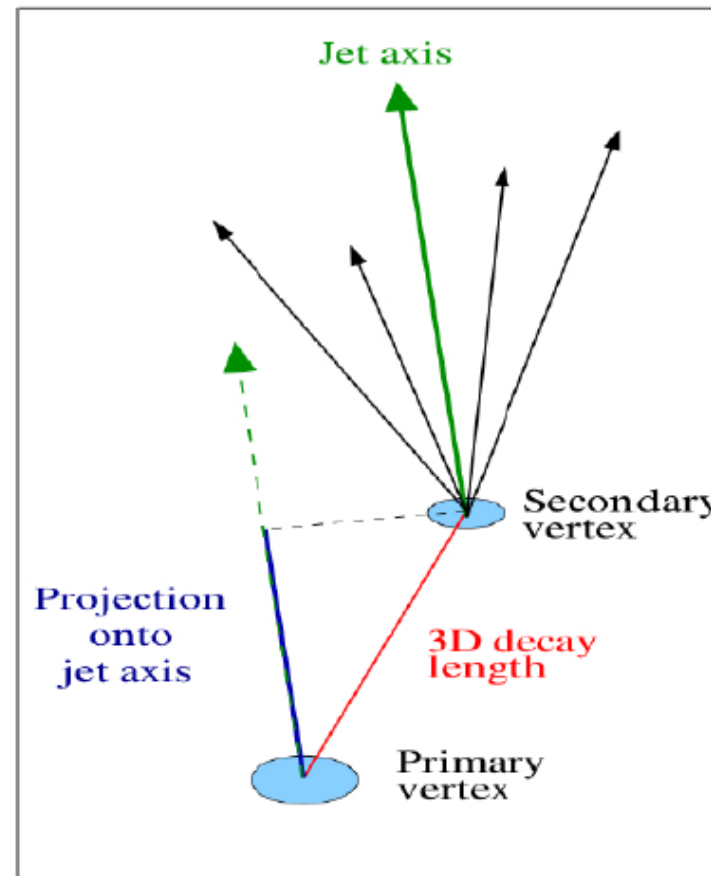 Jet axis
Secondary
vertex
Projection
onto
jet axis
3D decay
length
Primary
vertex